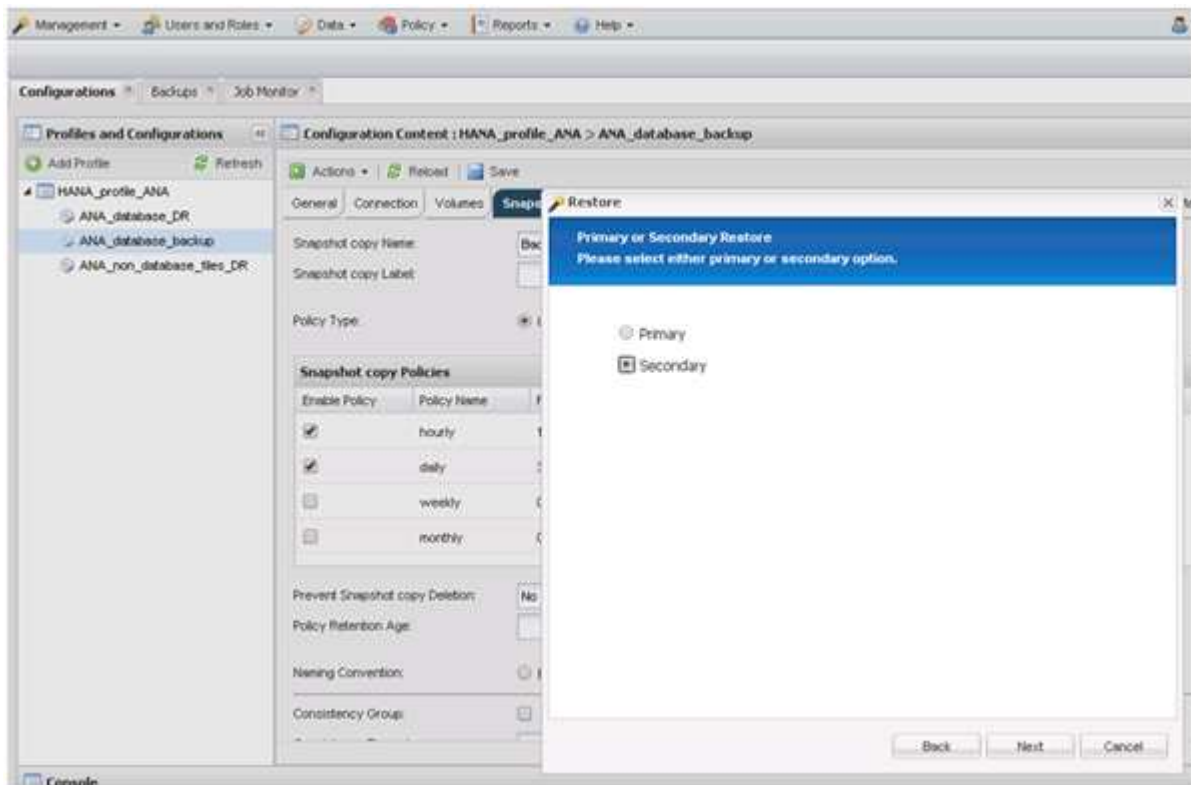 Management Users and Roles Data Policy Reports Help
Configurations Backups Job Monitor
Profiles and Configurations
Add Profile Refresh
HANA_profile_ANA
ANA_database_DR
ANA_database_backup
ANA_non_database_files_DR
Configuration Content : HANA_profile_ANA > ANA_database_backup
Actions Reload Save
General Connection Volumes Snaps
Snapshot copy Name: Bac
Snapshot copy Label:
Policy Type:
Snapshot copy Policies
Enable Policy Policy Name
hourly
daily
weekly
monthly
Prevent Snapshot copy Deletion: No
Policy Retention Age:
Naming Convention:
Consistency Group:
Restore
Primary or Secondary Restore
Please select either primary or secondary option.
Primary
Secondary
Back Next Cancel
Console